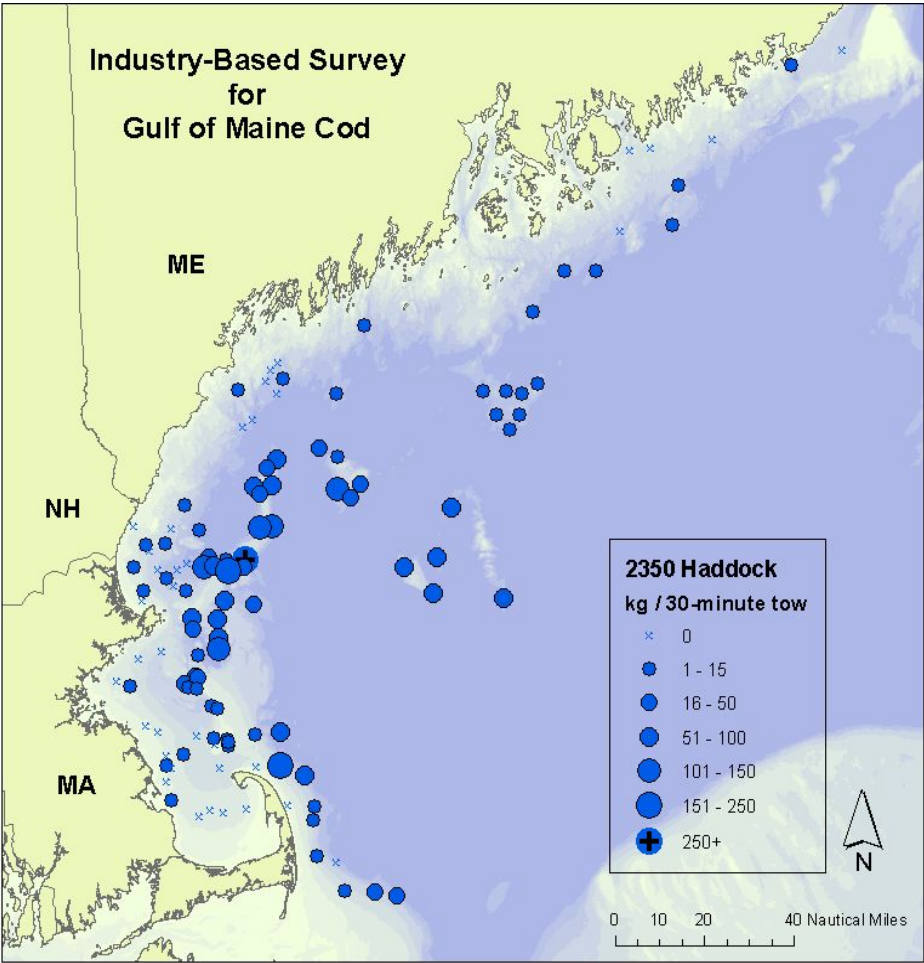 Industry-Based Survey
for
Gulf of Maine Cod
ME
NH
MA
2350 Haddock
kg / 30-minute tow
0
1 - 15
16 - 50
51 - 100
101 - 150
151 - 250
250+
N
0 10 20 40 Nautical Miles